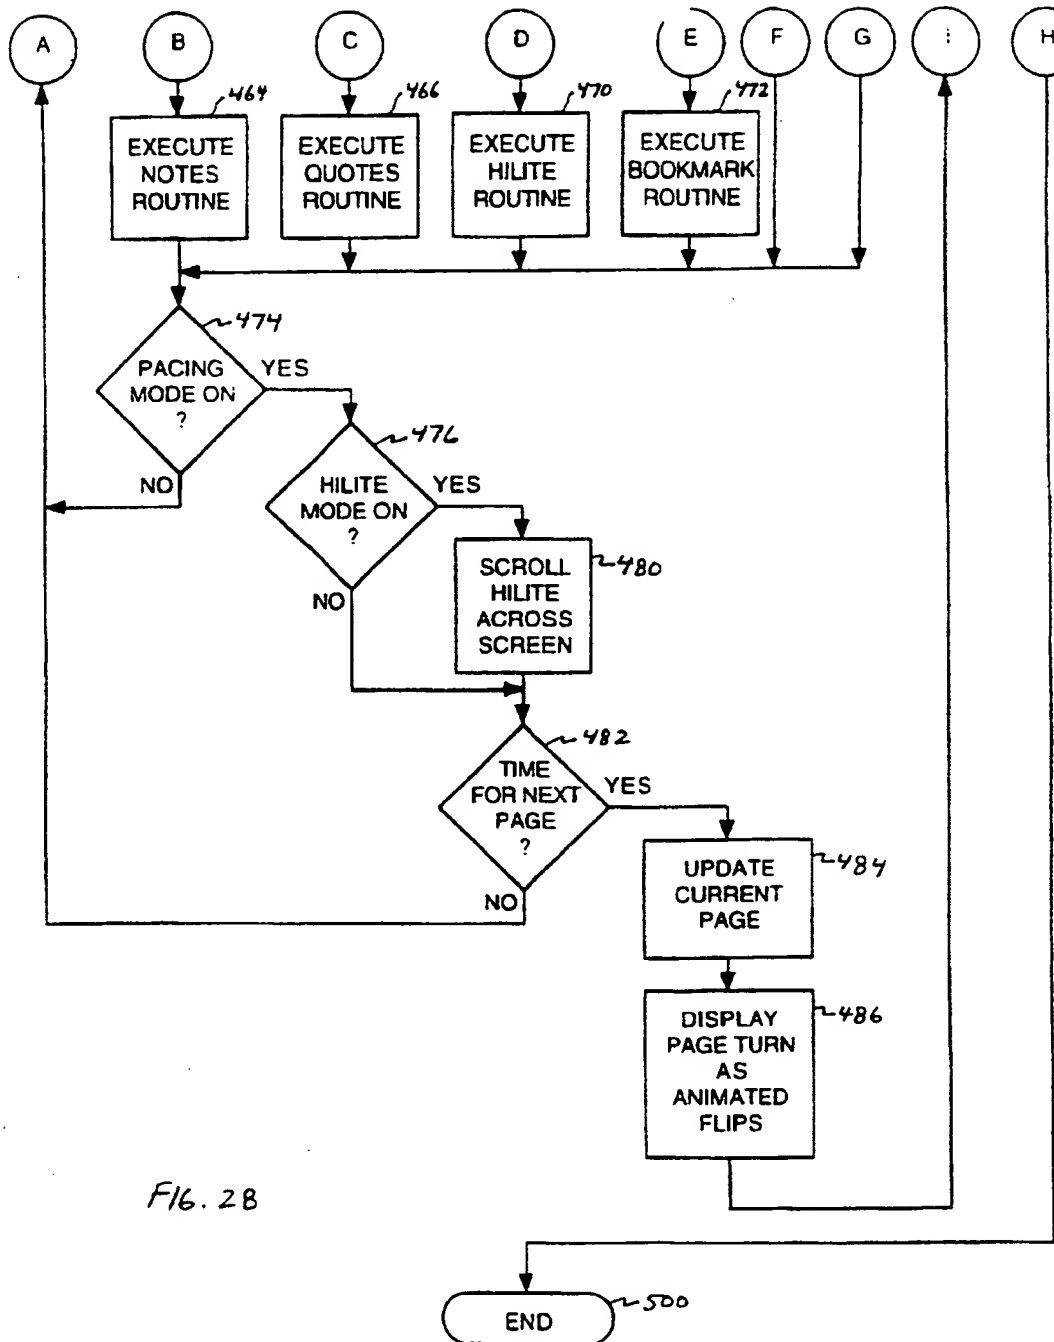 A B C D E F G I H
464 466 470 472
EXECUTE
NOTES
ROUTINE
EXECUTE
QUOTES
ROUTINE
EXECUTE
HILITE
ROUTINE
EXECUTE
BOOKMARK
ROUTINE
474
PACING
MODE ON
?
YES
NO
476
HILITE
MODE ON
?
YES
NO
480
SCROLL
HILITE
ACROSS
SCREEN
482
TIME
FOR NEXT
PAGE
?
YES
NO
484
UPDATE
CURRENT
PAGE
486
DISPLAY
PAGE TURN
AS
ANIMATED
FLIPS
FIG. 2B
END
500